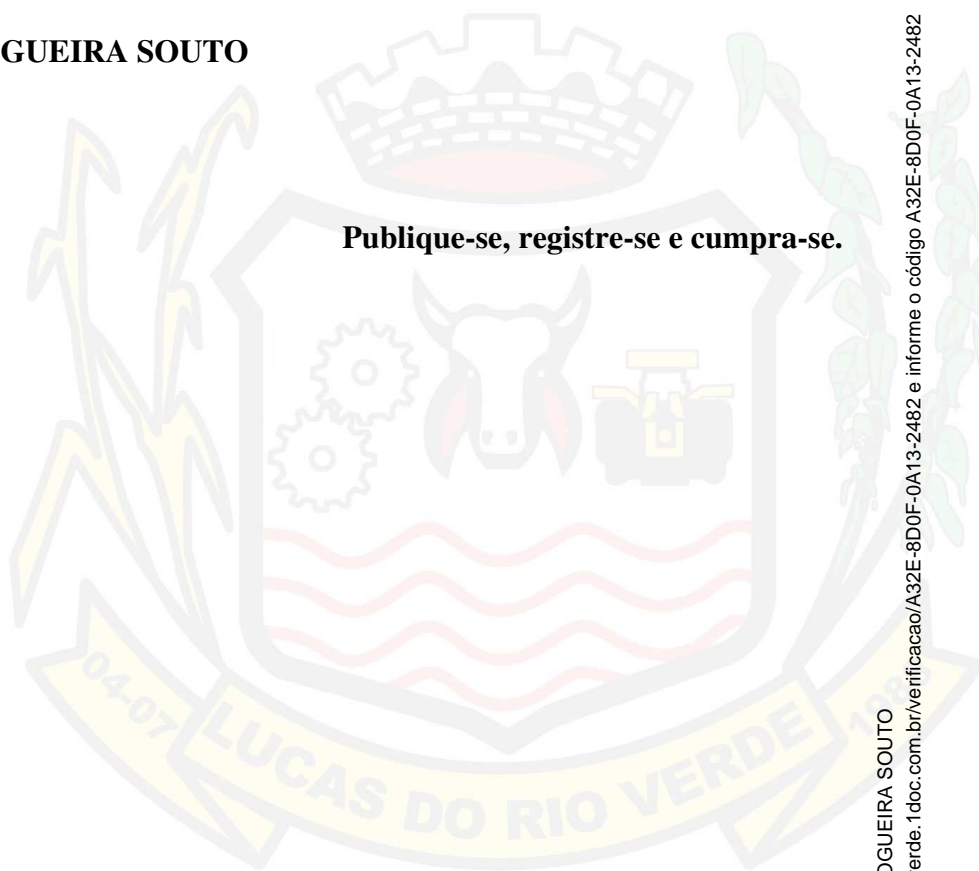 GUEIRA SOUTO
Publique-se, registre-se e cumpra-se.
04-07
LUCAS DO RIO VERDE
OGUEIRA SOUTO
erde.1doc.com.br/verificacao/A32E-8D0F-0A13-2482 e informe o código A32E-8D0F-0A13-2482